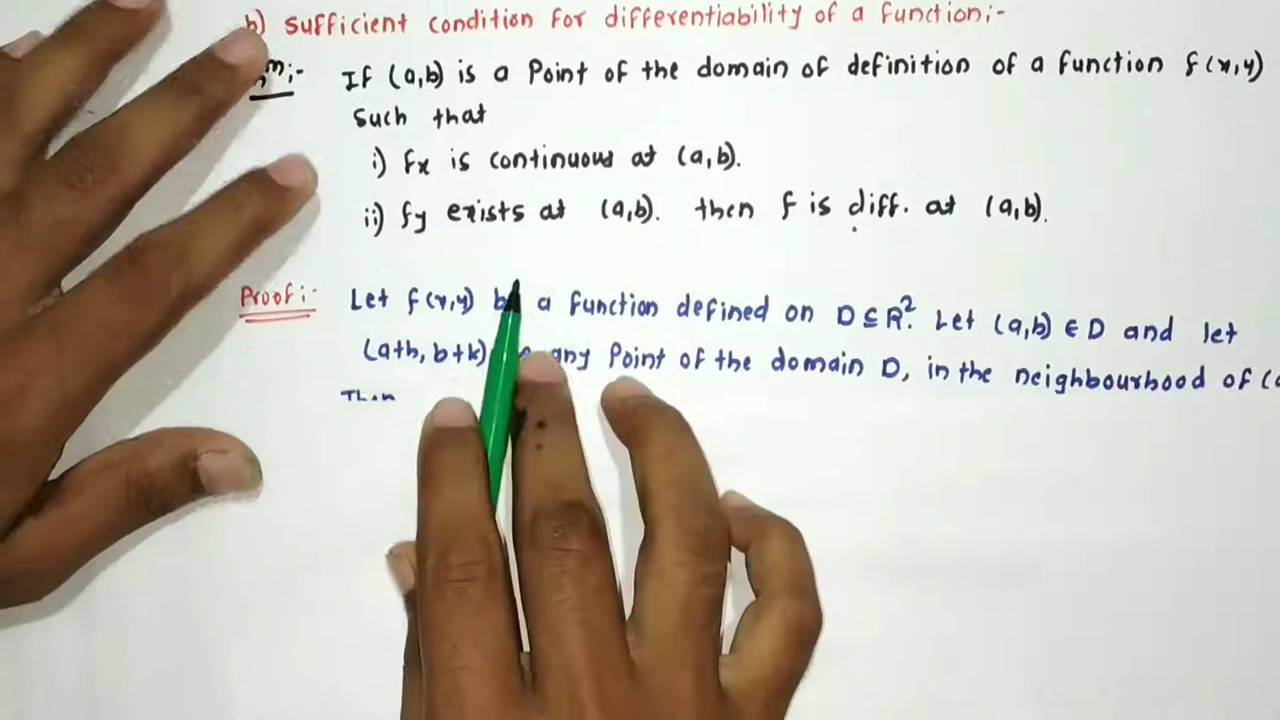 b) Sufficient condition for differentiability of a function:-
m:- If (a,b) is a Point of the domain of definition of a function f(x,y)
Such that
i) fx is continuous at (a,b).
ii) fy exists at (a,b). then f is diff. at (a,b).
Proof:- Let f(x,y) a function defined on D⊆R². Let (a,b) ∈ D and let
(a+h, b+k) any Point of the domain D, in the neighbourhood of (a
Then